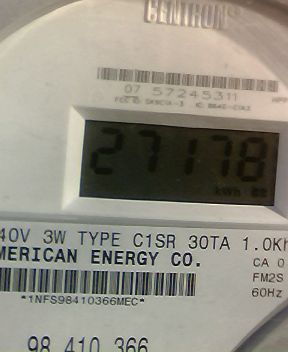 CENTRON
07 57245311
27178
kWh
40V 3W TYPE C1SR 30TA 1.0Kh
MERICAN ENERGY CO.
CA 0
FM2S
60Hz
*1NFS98410366MEC*
98 410 366